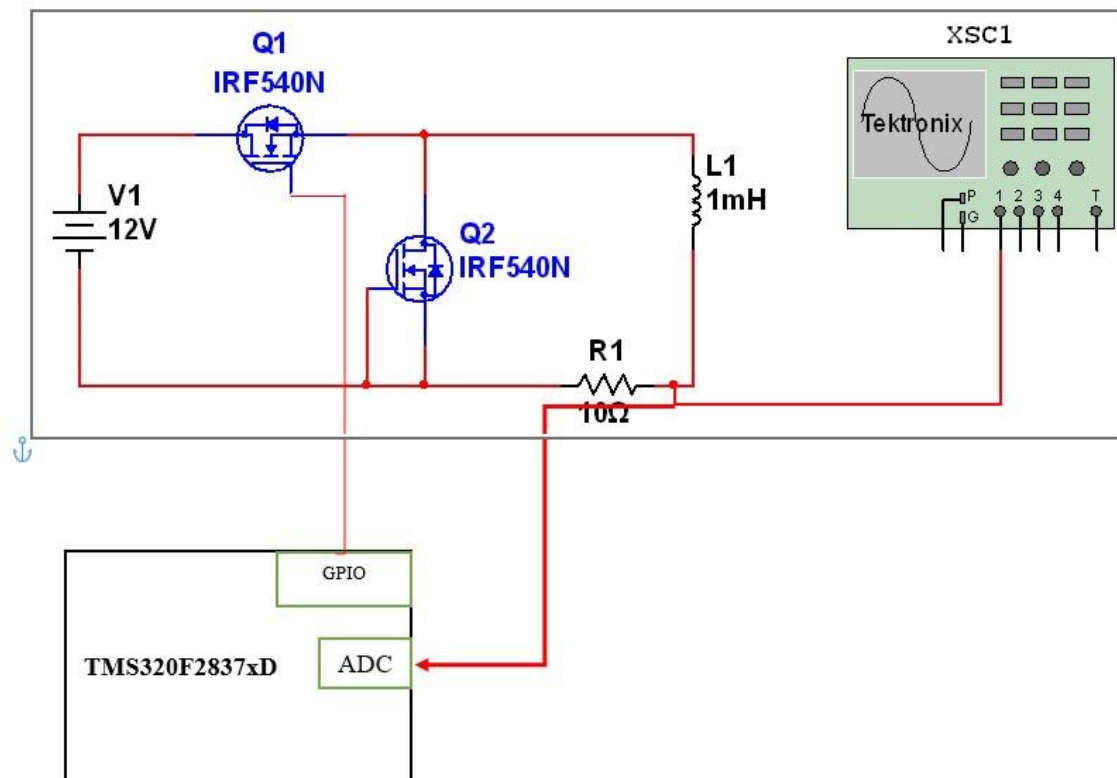 XSC1
Q1
IRF540N
Tektronix
P
G
1 2 3 4
T
V1
12V
L1
1mH
Q2
IRF540N
R1
10Ω
GPIO
TMS320F2837xD
ADC